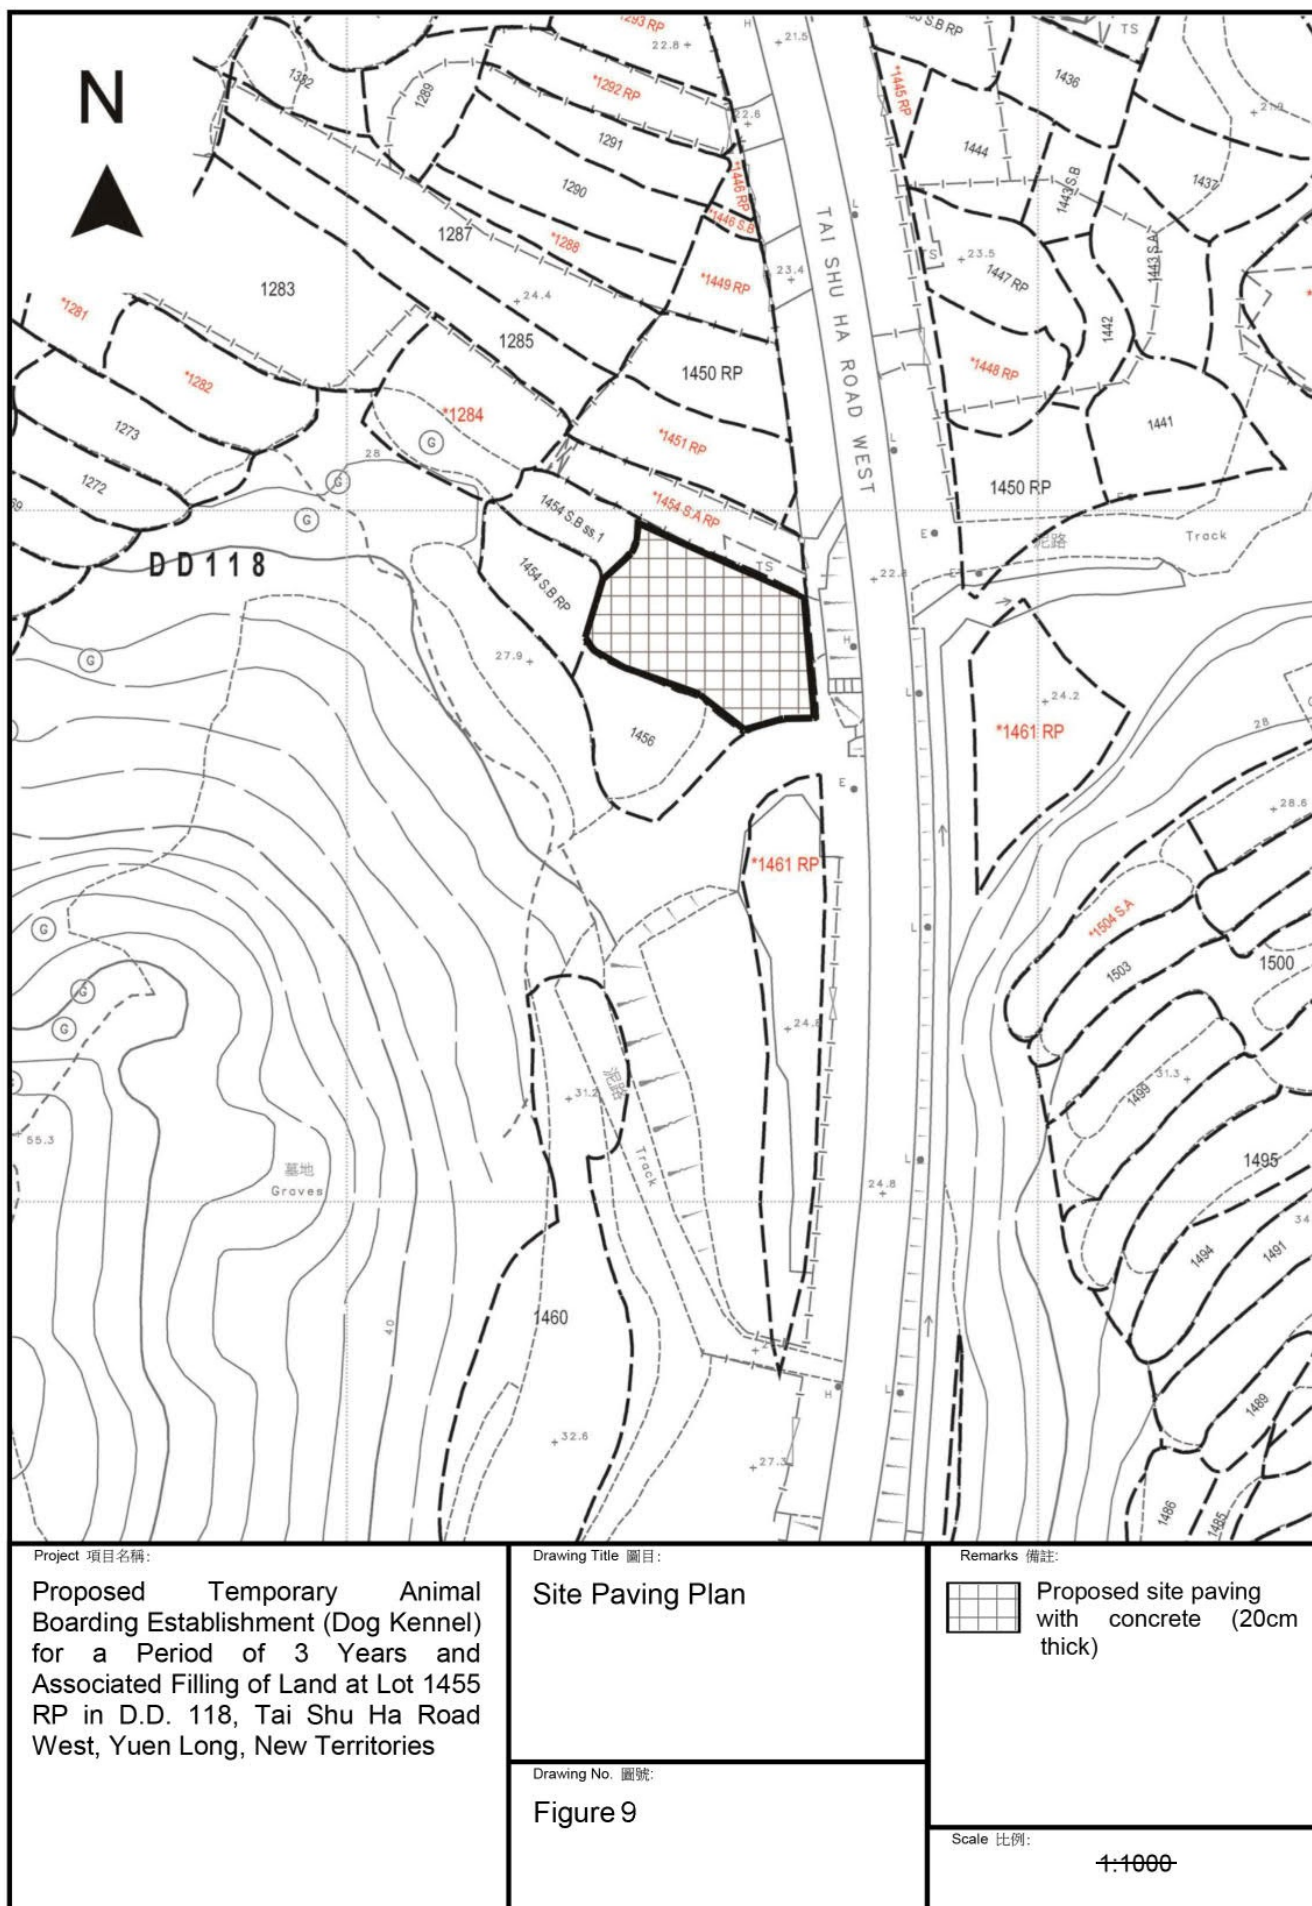 N
*1293 RP
22.8
H
21.5
S.B RP
TS
1289
*1292 RP
*1445 RP
1436
22.6
1291
1444
1290
*1446 RP
1443 S.B
1437
*1446 S.B
1287
*1288
TAI SHU HA ROAD WEST
L
TS
23.5
1443 S.A
1283
*1449 RP
23.4
1447 RP
*1281
24.4
1442
1285
*1282
1450 RP
*1448 RP
*1284
1273
G
*1451 RP
L
1441
28
1272
G
1450 RP
G
1454 S.B ss.1
*1454 S.A RP
E
泥路
Track
DD118
1454 S.B RP
TS
22.8
E
G
27.9
H
L
24.2
*1461 RP
28
1456
E
28.6
*1461 RP
*1504 S.A
G
L
1503
1500
G
G
24.8
31.3
1499
泥路
31.2
55.3
墓地
Graves
Track
L
1495
24.8
1494
1491
1460
40
H
L
1489
32.6
27.3
1486
1485
Project 項目名稱:
Proposed Temporary Animal
Boarding Establishment (Dog Kennel)
for a Period of 3 Years and
Associated Filling of Land at Lot 1455
RP in D.D. 118, Tai Shu Ha Road
West, Yuen Long, New Territories
Drawing Title 圖目:
Site Paving Plan
Drawing No. 圖號:
Figure 9
Remarks 備註:
Proposed site paving
with concrete (20cm
thick)
Scale 比例:
1:1000